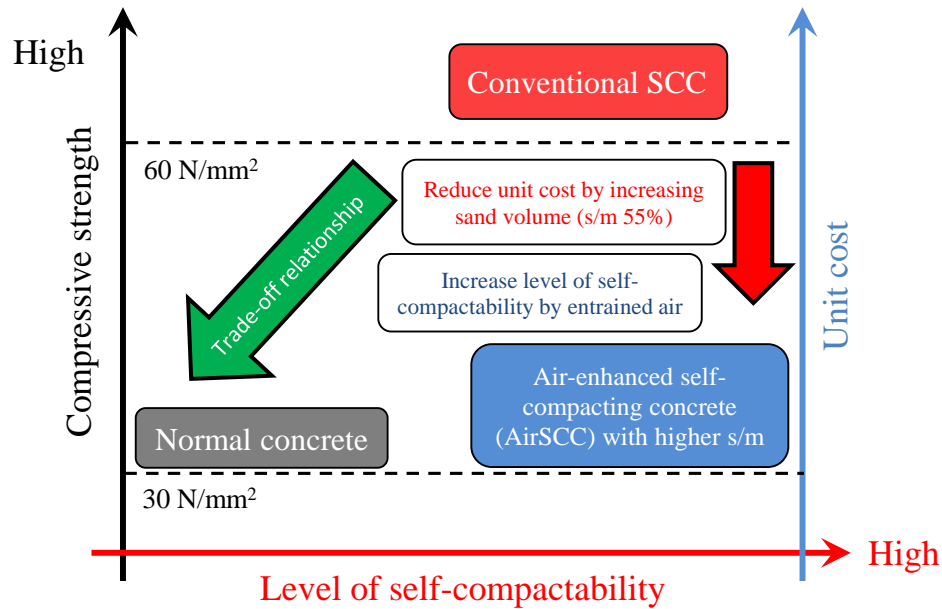 High
Conventional SCC
60 N/mm²
Reduce unit cost by increasing
sand volume (s/m 55%)
Compressive strength
Trade-off relationship
Increase level of self-
compactability by entrained air
Unit cost
Air-enhanced self-
compacting concrete
(AirSCC) with higher s/m
Normal concrete
30 N/mm²
High
Level of self-compactability